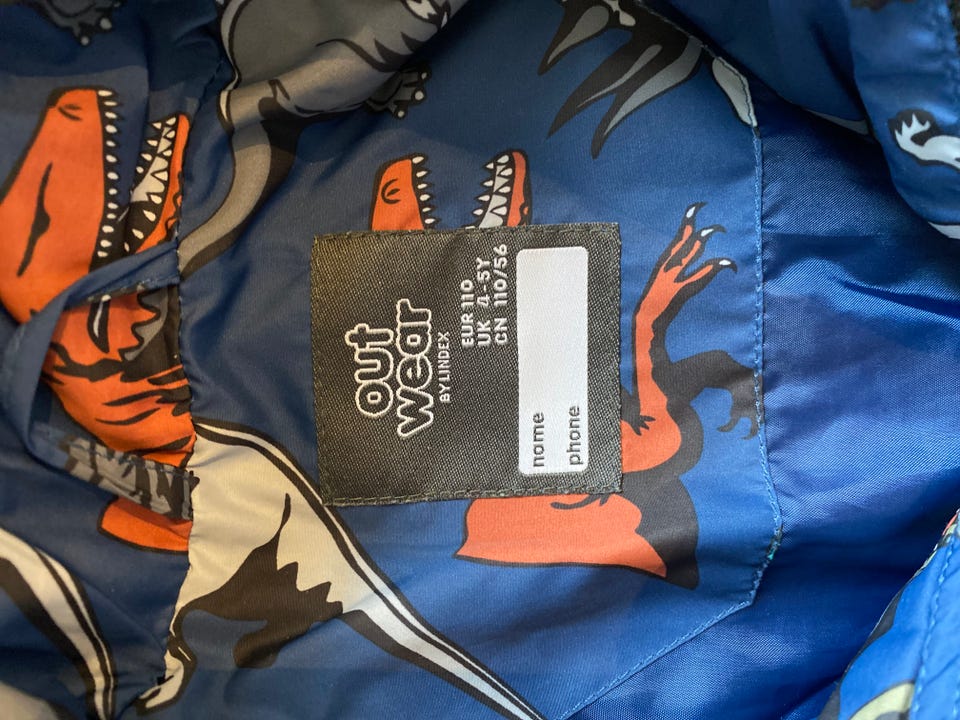 out
wear
BY LINDEX
EUR 110
UK 4-5Y
CN 110/56
name
phone